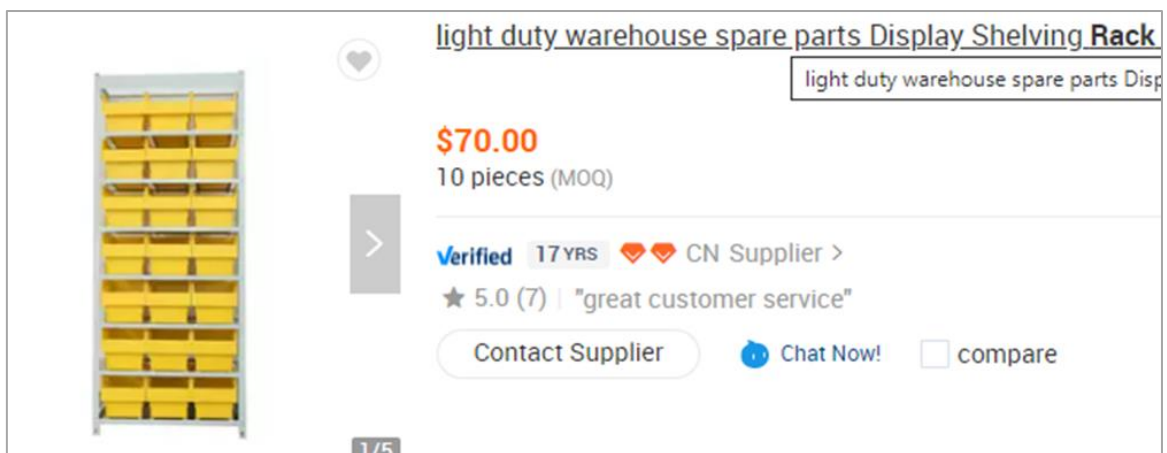 light duty warehouse spare parts Display Shelving Rack
light duty warehouse spare parts Disp
$70.00
10 pieces (MOQ)
Verified 17 YRS CN Supplier >
5.0 (7) "great customer service"
Contact Supplier Chat Now! compare
1/5